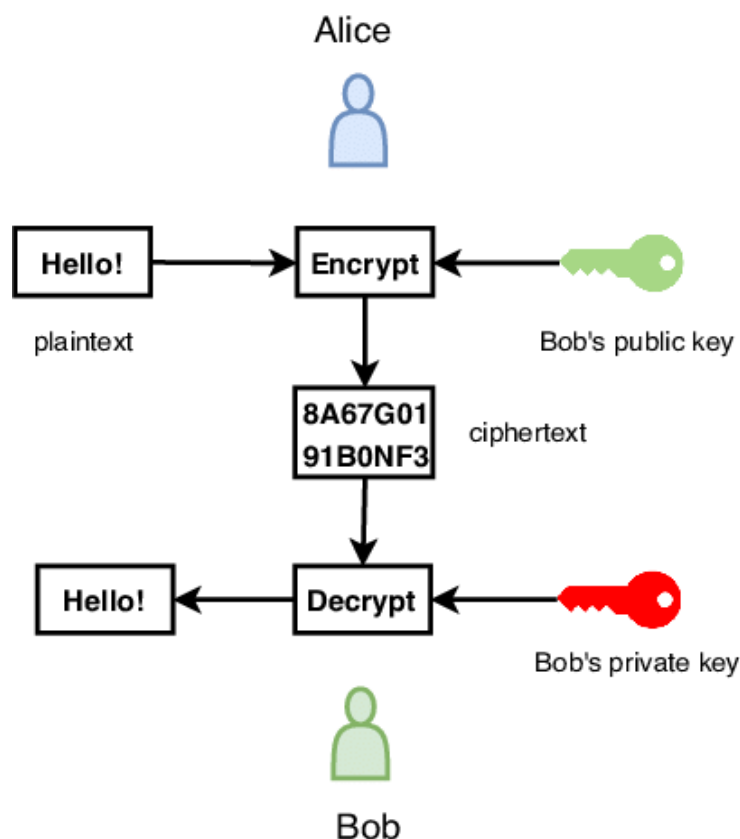 Alice
Hello!
Encrypt
plaintext
Bob's public key
8A67G01
91B0NF3
ciphertext
Hello!
Decrypt
Bob's private key
Bob